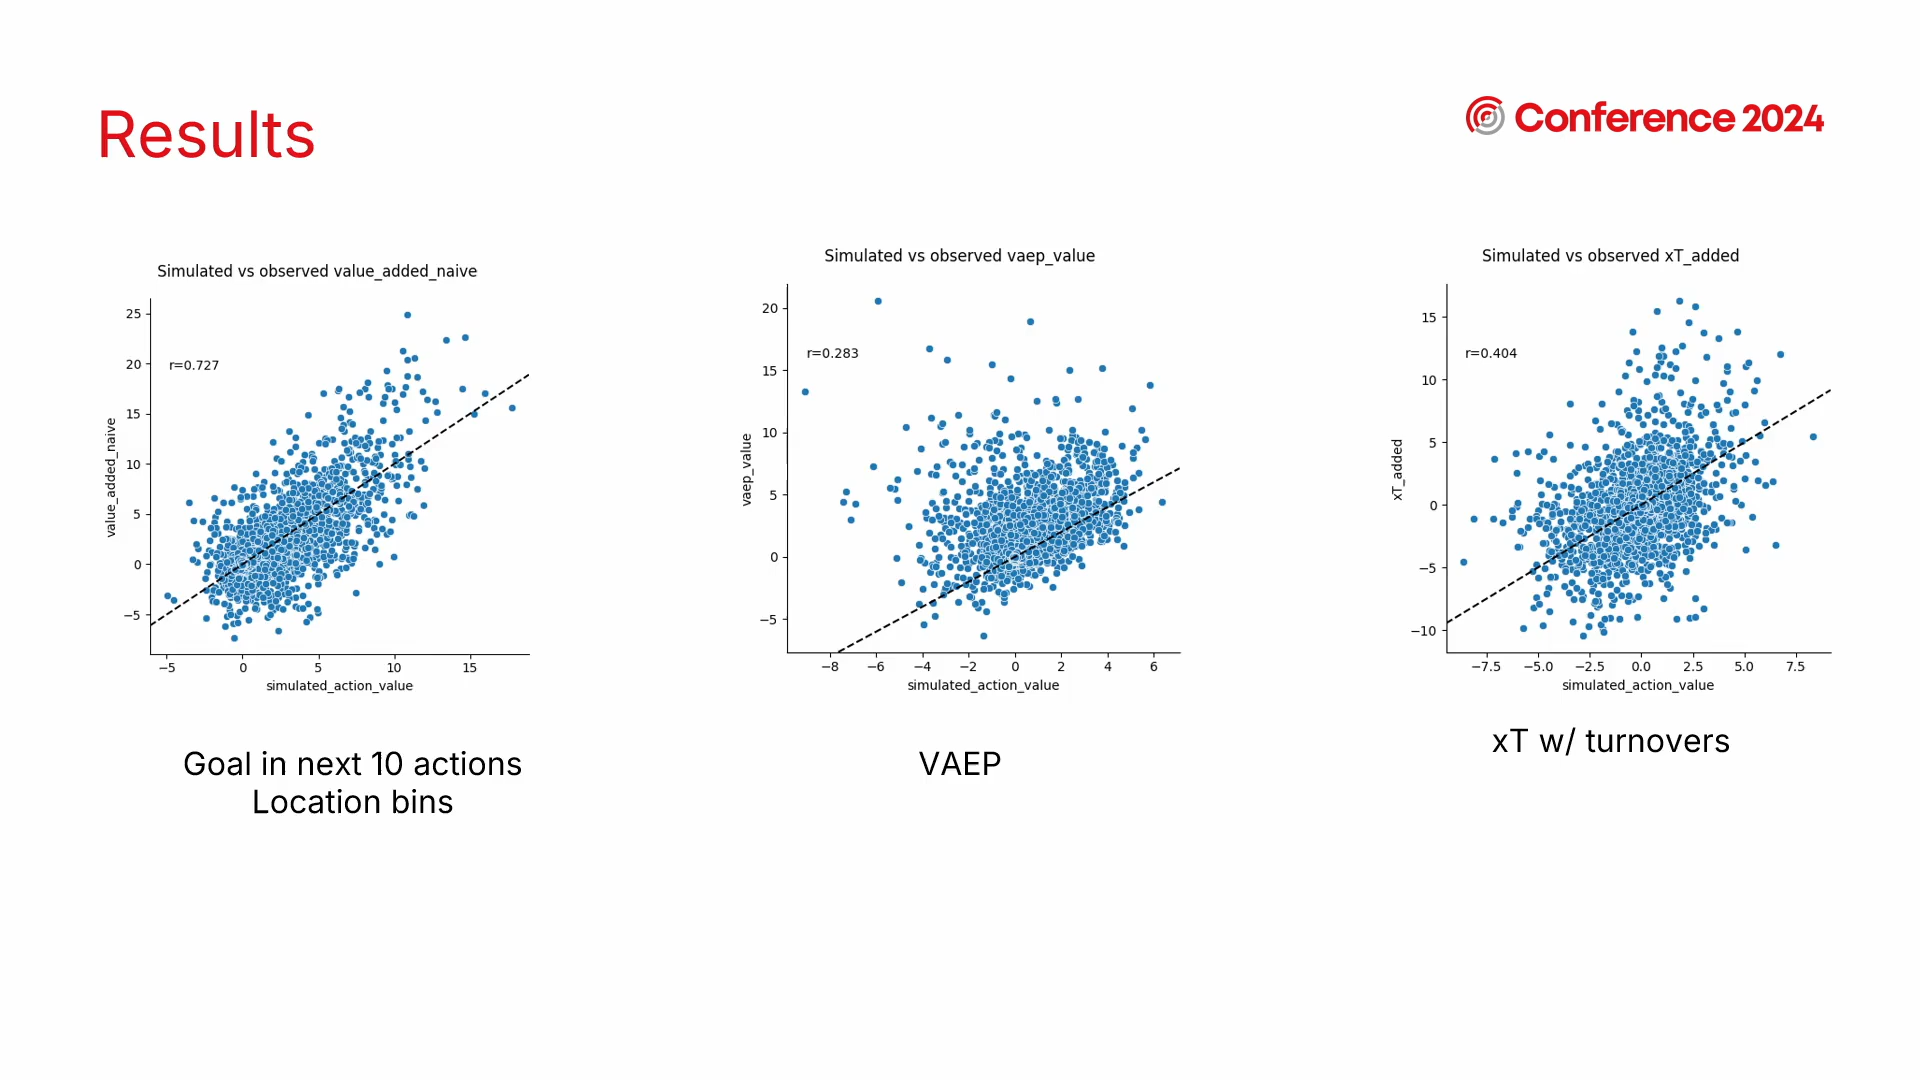 Results
Conference 2024
Simulated vs observed value_added_naive
r=0.727
value_added_naive
25
20
15
10
5
0
−5
−5 0 5 10 15
simulated_action_value
Goal in next 10 actions
Location bins
Simulated vs observed vaep_value
r=0.283
vaep_value
20
15
10
5
0
−5
−8 −6 −4 −2 0 2 4 6
simulated_action_value
VAEP
Simulated vs observed xT_added
r=0.404
xT_added
15
10
5
0
−5
−10
−7.5 −5.0 −2.5 0.0 2.5 5.0 7.5
simulated_action_value
xT w/ turnovers